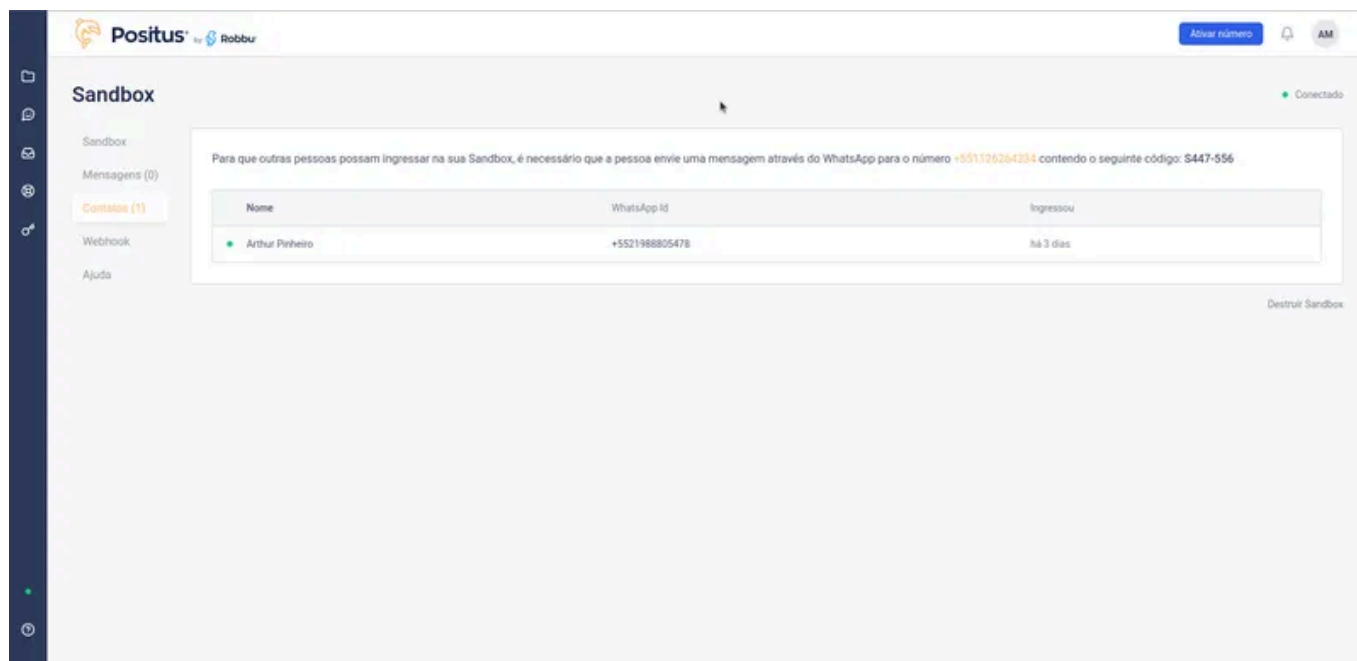 Positus by Robbu
Ativar número
AM
Sandbox
Conectado
Sandbox
Mensagens (0)
Contatos (1)
Webhook
Ajuda
Para que outras pessoas possam ingressar na sua Sandbox, é necessário que a pessoa envie uma mensagem através do WhatsApp para o número +551126264234 contendo o seguinte código: S447-556
Nome WhatsApp Id Ingressou
Arthur Pinheiro +5521988805478 há 3 dias
Destruir Sandbox